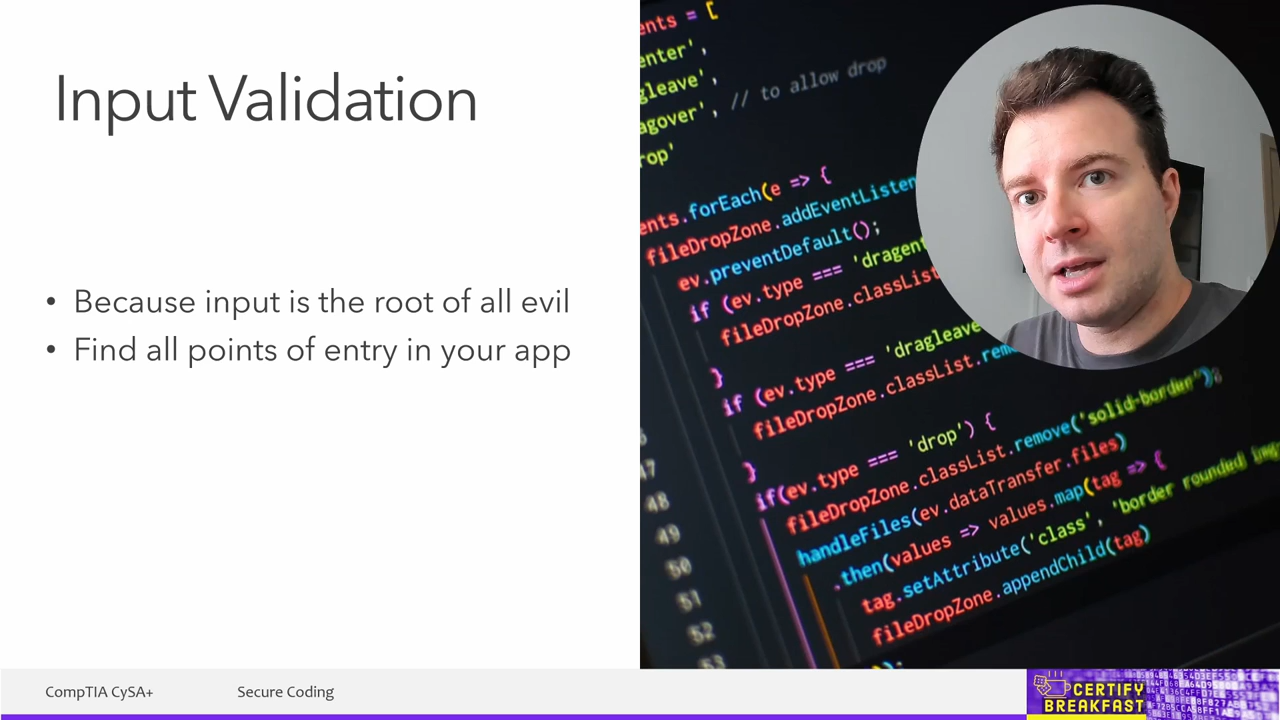 Input Validation
• Because input is the root of all evil
• Find all points of entry in your app
ents = [
enter',
gleave',
agover', // to allow drop
rop'
ents.forEach(e => {
fileDropZone.addEventListen
ev.preventDefault();
if (ev.type === 'dragent
fileDropZone.classList
}
if (ev.type === 'dragleave
fileDropZone.classList.rem
}
if(ev.type === 'drop') {
fileDropZone.classList.remove('solid-border');
47
handleFiles(ev.dataTransfer.files)
48
.then(values => values.map(tag => {
49
tag.setAttribute('class', 'border rounded
50
fileDropZone.appendChild(tag)
51
52
53
);
CompTIA CySA+
Secure Coding
CERTIFY
BREAKFAST